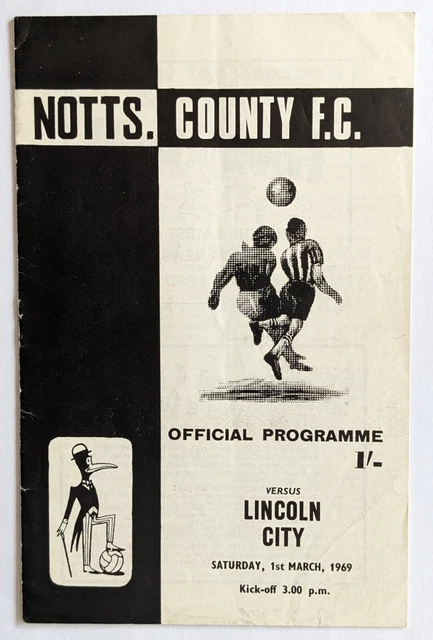 NOTTS. COUNTY F.C.
OFFICIAL PROGRAMME
1/-
VERSUS
LINCOLN
CITY
SATURDAY, 1st MARCH, 1969
Kick-off 3.00 p.m.